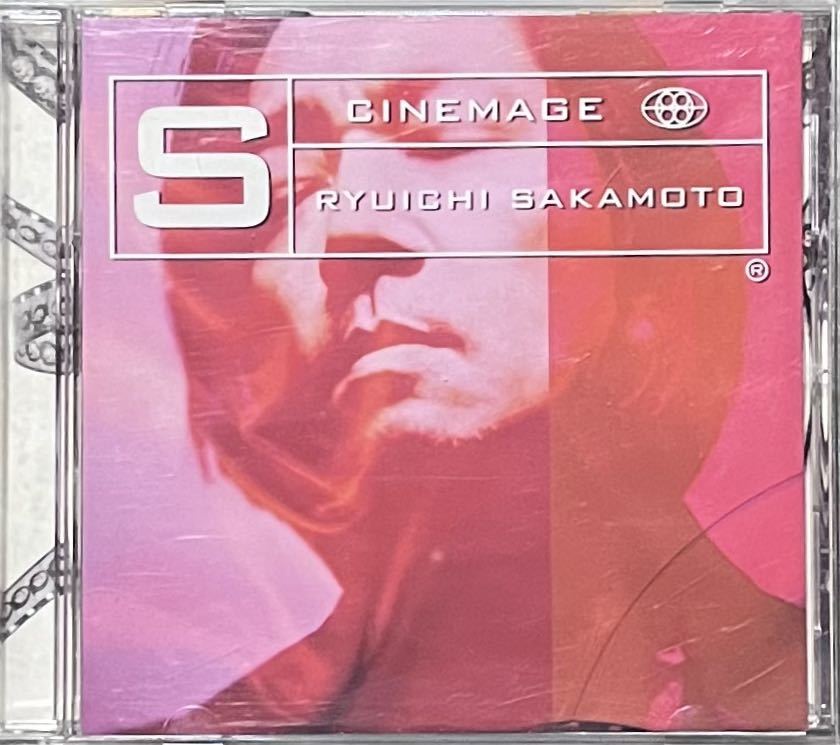 S
CINEMAGE
RYUICHI SAKAMOTO
®